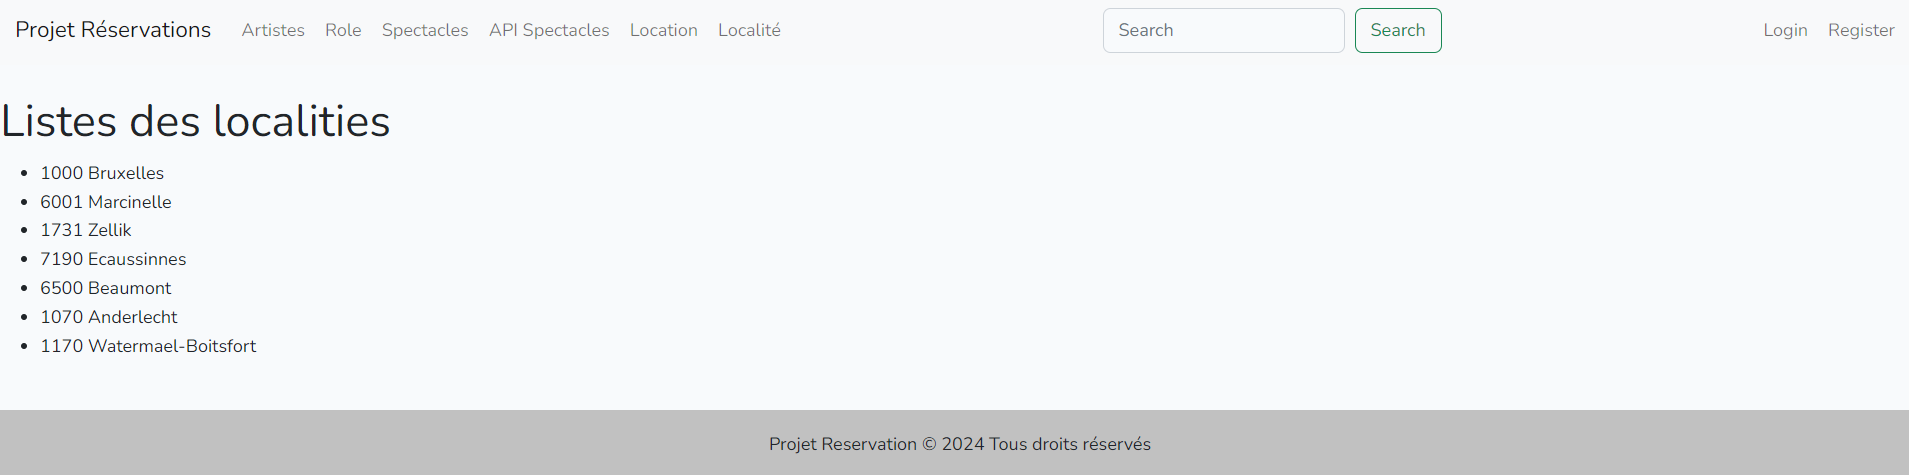 Projet Réservations Artistes Role Spectacles API Spectacles Location Localité Search Search Login Register
Listes des localities
1000 Bruxelles
6001 Marcinelle
1731 Zellik
7190 Ecaussinnes
6500 Beaumont
1070 Anderlecht
1170 Watermael-Boitsfort
Projet Reservation © 2024 Tous droits réservés